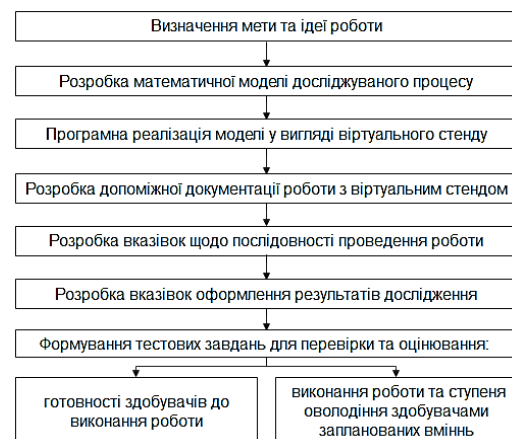 Визначення мети та ідеї роботи
Розробка математичної моделі досліджуваного процесу
Програмна реалізація моделі у вигляді віртуального стенду
Розробка допоміжної документації роботи з віртуальним стендом
Розробка вказівок щодо послідовності проведення роботи
Розробка вказівок оформлення результатів дослідження
Формування тестових завдань для перевірки та оцінювання:
готовності здобувачів до
виконання роботи
виконання роботи та ступеня
оволодіння здобувачами
запланованих вміннь